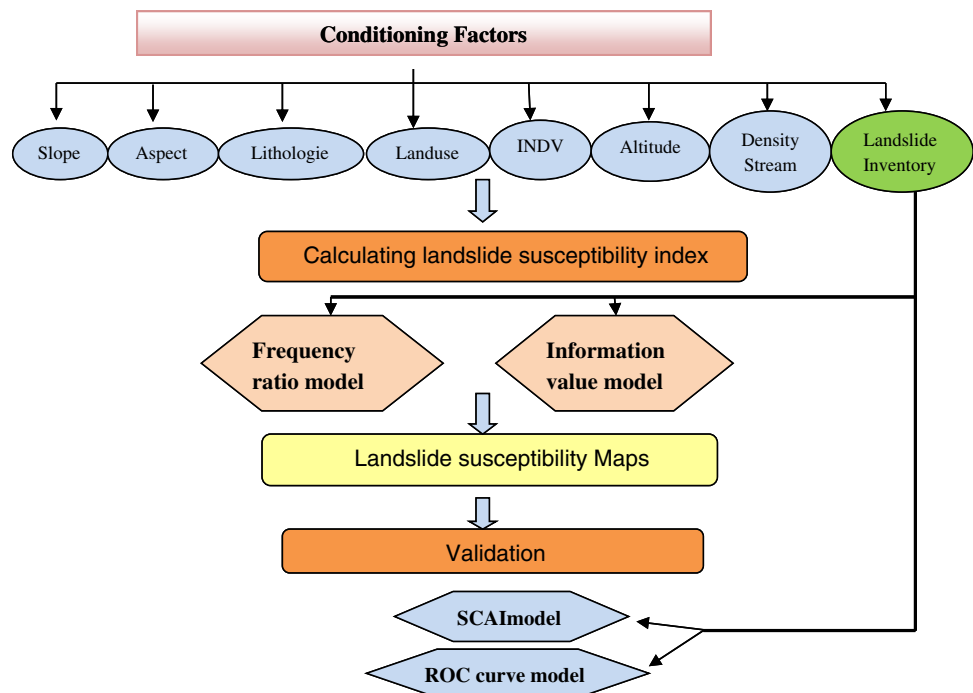 Conditioning Factors
Slope
Aspect
Lithologie
Landuse
INDV
Altitude
Density
Stream
Landslide
Inventory
Calculating landslide susceptibility index
Frequency
ratio model
Information
value model
Landslide susceptibility Maps
Validation
SCAImodel
ROC curve model